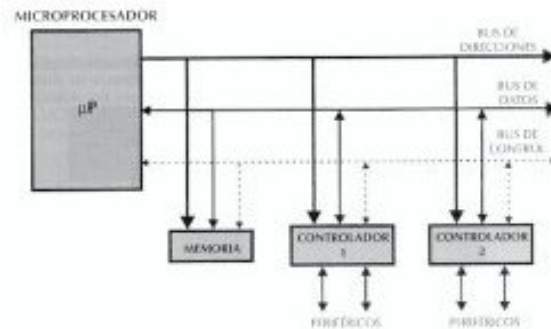 MICROPROCESADOR
BUS DE
DIRECCIONES
BUS DE
DATOS
µP
BUS DE
CONTROL
MEMORIA
CONTROLADOR
1
CONTROLADOR
2
PERIFÉRICOS
PERIFÉRICOS